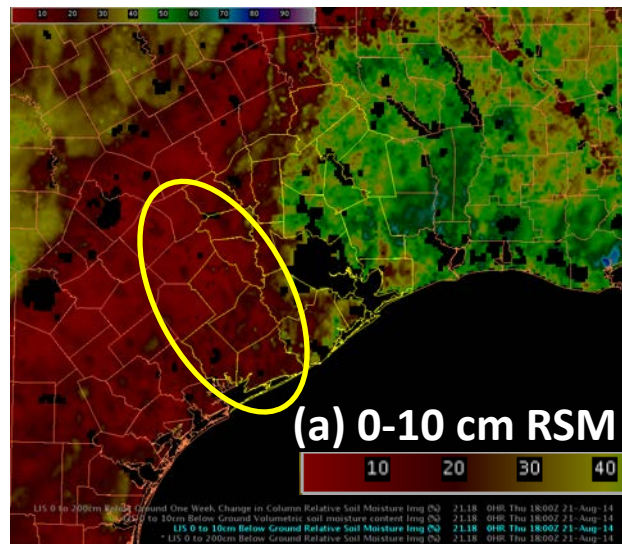 10 20 30 40 50 60 70 80 90
(a) 0-10 cm RSM
10 20 30 40
LIS 0 to 200cm Below Ground One Week Change in Column Relative Soil Moisture Img (%) 21.18 0HR Thu 18:00Z 21-Aug-14
0 to 10cm Below Ground Volumetric soil moisture content Img (%) 21.18 0HR Thu 18:00Z 21-Aug-14
LIS 0 to 10cm Below Ground Relative Soil Moisture Img (%) 21.18 0HR Thu 18:00Z 21-Aug-14
* LIS 0 to 200cm Below Ground Relative Soil Moisture Img (%) 21.18 0HR Thu 18:00Z 21-Aug-14